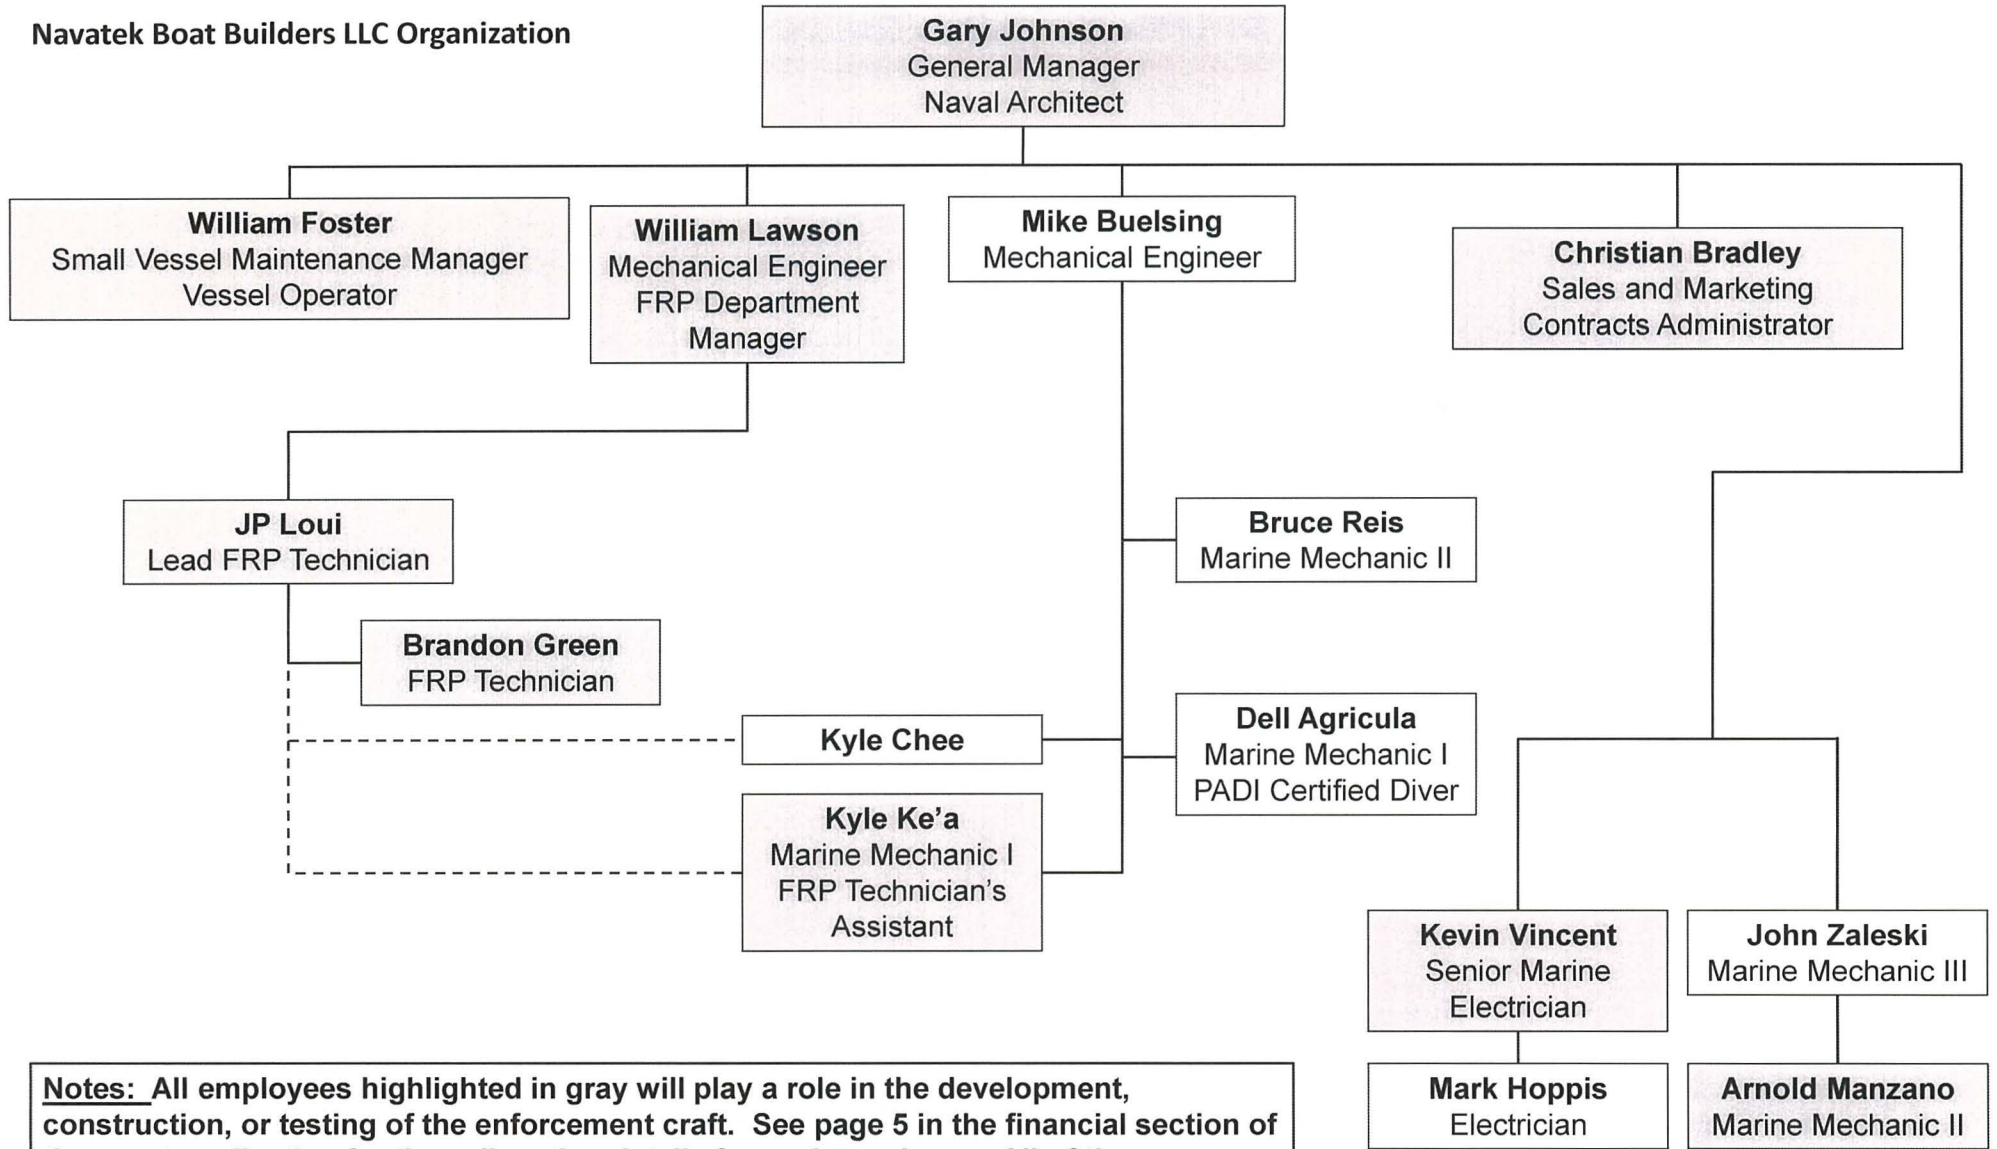 Navatek Boat Builders LLC Organization
Gary Johnson
General Manager
Naval Architect
William Foster
Small Vessel Maintenance Manager
Vessel Operator
William Lawson
Mechanical Engineer
FRP Department
Manager
Mike Buelsing
Mechanical Engineer
Christian Bradley
Sales and Marketing
Contracts Administrator
JP Loui
Lead FRP Technician
Bruce Reis
Marine Mechanic II
Brandon Green
FRP Technician
Kyle Chee
Dell Agricula
Marine Mechanic I
PADI Certified Diver
Kyle Ke’a
Marine Mechanic I
FRP Technician’s
Assistant
Kevin Vincent
Senior Marine
Electrician
John Zaleski
Marine Mechanic III
Mark Hoppis
Electrician
Arnold Manzano
Marine Mechanic II
Notes: All employees highlighted in gray will play a role in the development,
construction, or testing of the enforcement craft. See page 5 in the financial section of